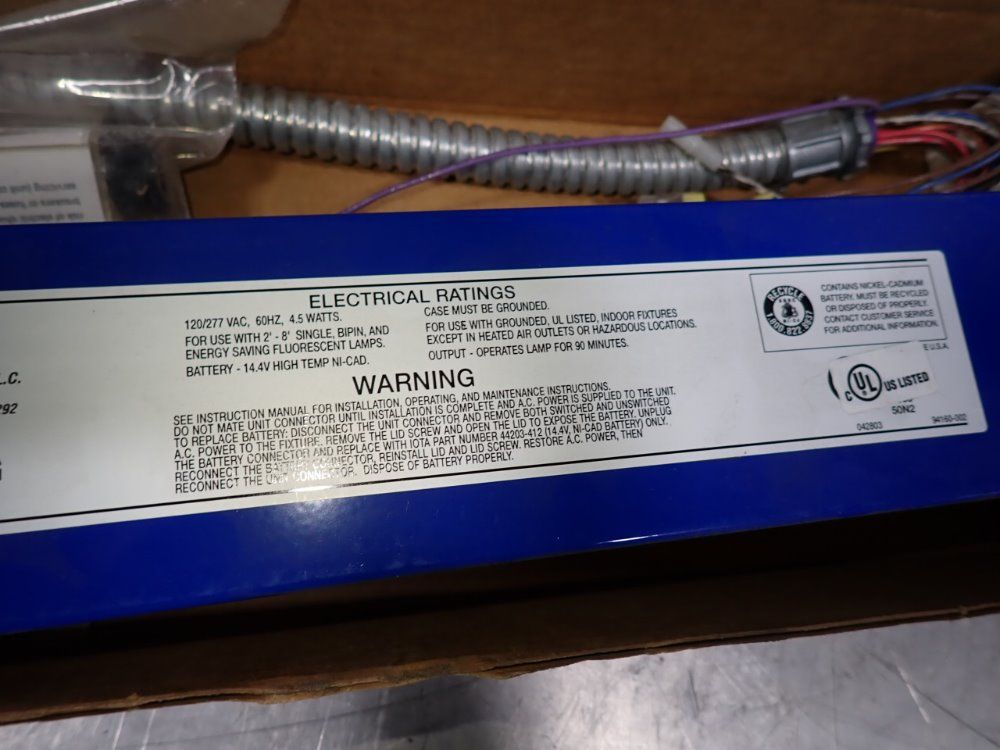 ELECTRICAL RATINGS
120/277 VAC, 60HZ, 4.5 WATTS.
FOR USE WITH 2' - 8' SINGLE, BIPIN, AND
ENERGY SAVING FLUORESCENT LAMPS.
BATTERY - 14.4V HIGH TEMP NI-CAD.
CASE MUST BE GROUNDED.
FOR USE WITH GROUNDED, UL LISTED, INDOOR FIXTURES
EXCEPT IN HEATED AIR OUTLETS OR HAZARDOUS LOCATIONS.
OUTPUT - OPERATES LAMP FOR 90 MINUTES.
WARNING
SEE INSTRUCTION MANUAL FOR INSTALLATION, OPERATING, AND MAINTENANCE INSTRUCTIONS.
DO NOT MATE UNIT CONNECTOR UNTIL INSTALLATION IS COMPLETE AND A.C. POWER IS SUPPLIED TO THE UNIT.
TO REPLACE BATTERY: DISCONNECT THE UNIT CONNECTOR AND REMOVE BOTH SWITCHED AND UNSWITCHED
A.C. POWER TO THE FIXTURE. REMOVE THE LID SCREW AND OPEN THE LID TO EXPOSE THE BATTERY. UNPLUG
THE BATTERY CONNECTOR AND REPLACE WITH IOTA PART NUMBER 44203-412 (14.4V, NI-CAD BATTERY) ONLY.
RECONNECT THE BATTERY CONNECTOR, REINSTALL LID AND LID SCREW. RESTORE A.C. POWER, THEN
RECONNECT THE UNIT CONNECTOR. DISPOSE OF BATTERY PROPERLY.
RECYCLE
1.800.822.8837
CONTAINS NICKEL-CADMIUM
BATTERY. MUST BE RECYCLED
OR DISPOSED OF PROPERLY.
CONTACT CUSTOMER SERVICE
FOR ADDITIONAL INFORMATION.
E U.S.A.
C UL US LISTED
50N2
042803
94160-002
L.C.
292